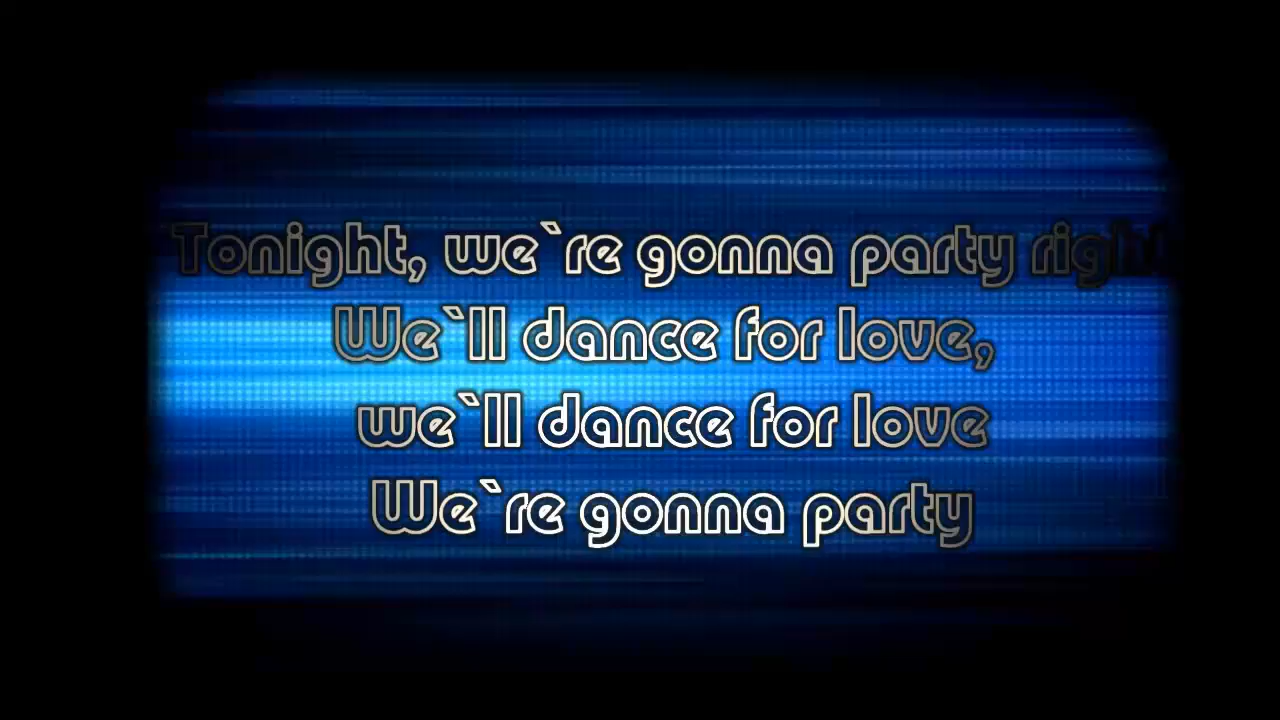 Tonight, we`re gonna party right
We`ll dance for love,
we`ll dance for love
We`re gonna party